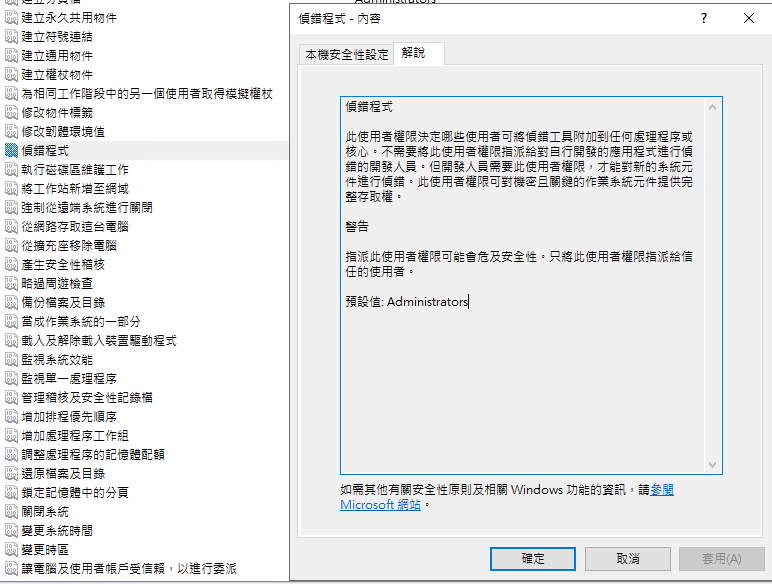 Administrators
建立永久共用物件
建立符號連結
建立通用物件
建立權杖物件
為相同工作階段中的另一個使用者取得模擬權杖
修改物件標籤
修改韌體環境值
偵錯程式
執行磁碟區維護工作
將工作站新增至網域
強制從遠端系統進行關閉
從網路存取這台電腦
從擴充座移除電腦
產生安全性稽核
略過周遊檢查
備份檔案及目錄
當成作業系統的一部分
載入及解除載入裝置驅動程式
監視系統效能
監視單一處理程序
管理稽核及安全性記錄檔
增加排程優先順序
增加處理程序工作組
調整處理程序的記憶體配額
還原檔案及目錄
鎖定記憶體中的分頁
關閉系統
變更系統時間
變更時區
讓電腦及使用者帳戶受信賴，以進行委派
偵錯程式 - 內容
?
本機安全性設定
解說
偵錯程式
此使用者權限決定哪些使用者可將偵錯工具附加到任何處理程序或
核心。不需要將此使用者權限指派給對自行開發的應用程式進行偵
錯的開發人員。但開發人員需要此使用者權限，才能對新的系統元
件進行偵錯。此使用者權限可對機密且關鍵的作業系統元件提供完
整存取權。
警告
指派此使用者權限可能會危及安全性。只將此使用者權限指派給信
任的使用者。
預設值: Administrators
如需其他有關安全性原則及相關 Windows 功能的資訊，請參閱
Microsoft 網站。
確定
取消
套用(A)